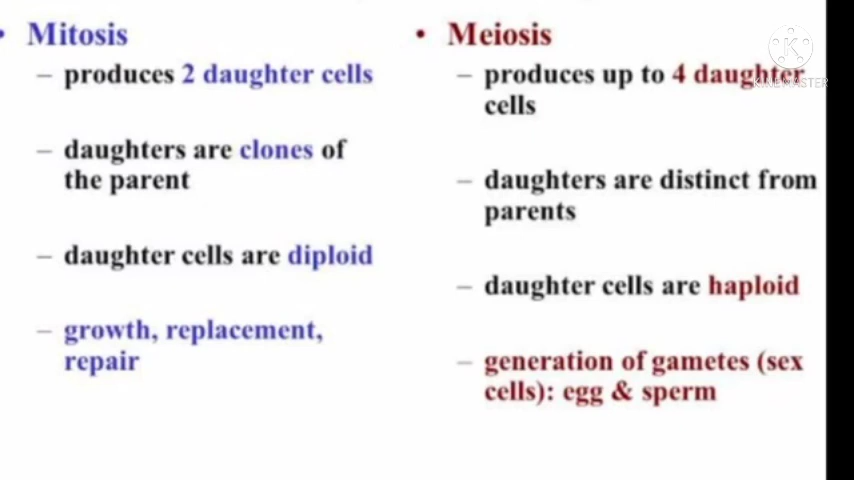 • Mitosis
– produces 2 daughter cells
– daughters are clones of
the parent
– daughter cells are diploid
– growth, replacement,
repair
• Meiosis
– produces up to 4 daughter
cells
– daughters are distinct from
parents
– daughter cells are haploid
– generation of gametes (sex
cells): egg & sperm
K
KINEMASTER